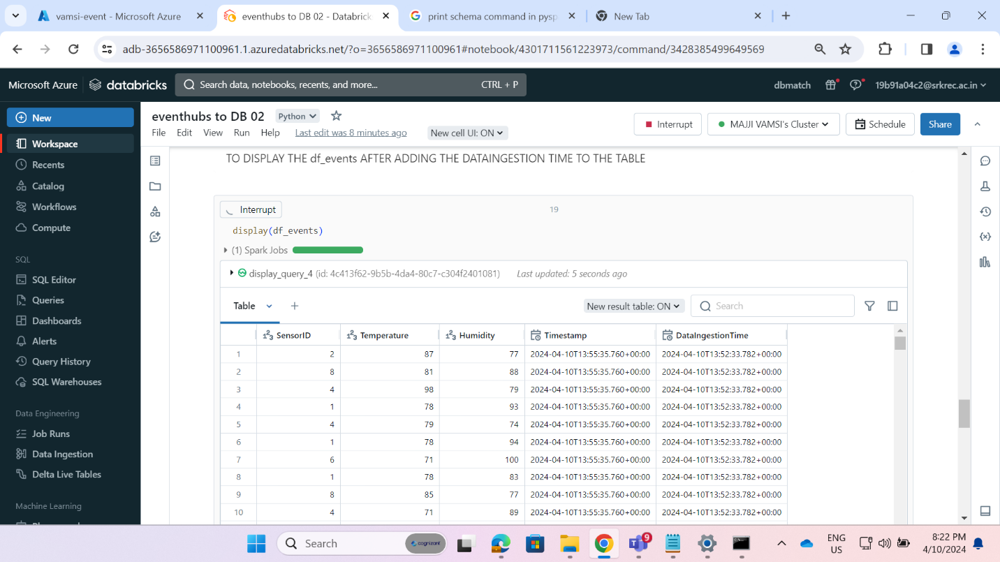 vamsi-event - Microsoft Azure
eventhubs to DB 02 - Databrick
print schema command in pysp
New Tab
adb-3656586971100961.1.azuredatabricks.net/?o=3656586971100961#notebook/4301711561223973/command/3428385499649569
Microsoft Azure
databricks
Search data, notebooks, recents, and more...
CTRL + P
dbmatch
19b91a04c2@srkrec.ac.in
New
Workspace
Recents
Catalog
Workflows
Compute
SQL
SQL Editor
Queries
Dashboards
Alerts
Query History
SQL Warehouses
Data Engineering
Job Runs
Data Ingestion
Delta Live Tables
Machine Learning
eventhubs to DB 02
Python
File Edit View Run Help Last edit was 8 minutes ago New cell UI: ON
Interrupt
MAJJI VAMSI's Cluster
Schedule
Share
TO DISPLAY THE df_events AFTER ADDING THE DATAINGESTION TIME TO THE TABLE
Interrupt
19
display(df_events)
(1) Spark Jobs
display_query_4 (id: 4c413f62-9b5b-4da4-80c7-c304f2401081) Last updated: 5 seconds ago
Table +
New result table: ON
Search
SensorID Temperature Humidity Timestamp DataIngestionTime
1 2 87 77 2024-04-10T13:55:35.760+00:00 2024-04-10T13:52:33.782+00:00
2 8 81 88 2024-04-10T13:55:35.760+00:00 2024-04-10T13:52:33.782+00:00
3 4 98 79 2024-04-10T13:55:35.760+00:00 2024-04-10T13:52:33.782+00:00
4 1 78 93 2024-04-10T13:55:35.760+00:00 2024-04-10T13:52:33.782+00:00
5 4 79 74 2024-04-10T13:55:35.760+00:00 2024-04-10T13:52:33.782+00:00
6 1 78 94 2024-04-10T13:55:35.760+00:00 2024-04-10T13:52:33.782+00:00
7 6 71 100 2024-04-10T13:55:35.760+00:00 2024-04-10T13:52:33.782+00:00
8 1 78 83 2024-04-10T13:55:35.760+00:00 2024-04-10T13:52:33.782+00:00
9 8 85 77 2024-04-10T13:55:35.760+00:00 2024-04-10T13:52:33.782+00:00
10 4 71 89 2024-04-10T13:55:35.760+00:00 2024-04-10T13:52:33.782+00:00
Search
cognizant
9
ENG
US
8:22 PM
4/10/2024